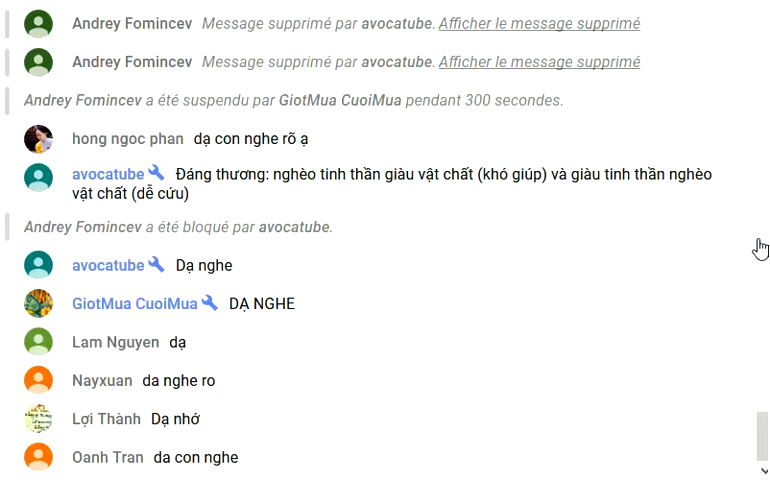 Andrey Fomincev Message supprimé par avocatube. Afficher le message supprimé
Andrey Fomincev Message supprimé par avocatube. Afficher le message supprimé
Andrey Fomincev a été suspendu par GiotMua CuoiMua pendant 300 secondes.
hong ngoc phan dạ con nghe rõ ạ
avocatube Đáng thương: nghèo tinh thần giàu vật chất (khó giúp) và giàu tinh thần nghèo
vật chất (dễ cứu)
Andrey Fomincev a été bloqué par avocatube.
avocatube Dạ nghe
GiotMua CuoiMua DẠ NGHE
Lam Nguyen dạ
Nayxuan da nghe ro
Lợi Thành Dạ nhớ
Oanh Tran da con nghe